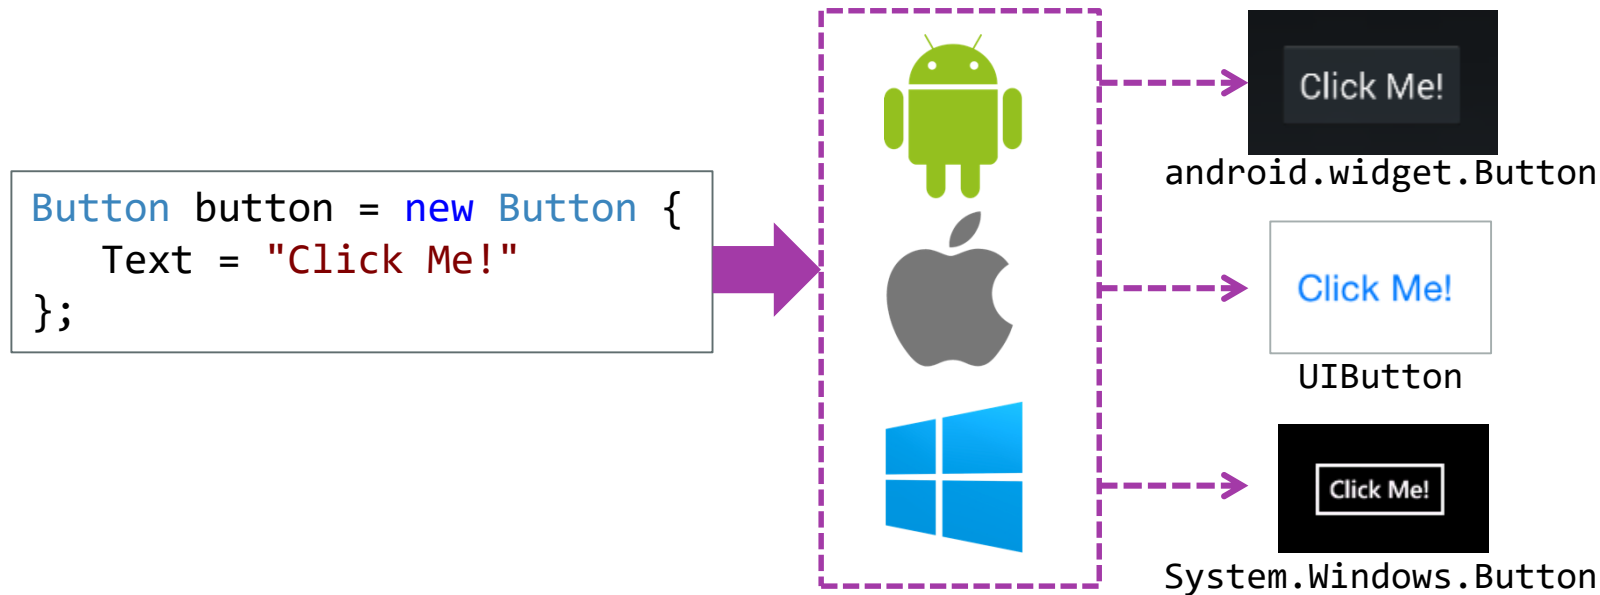 Button button = new Button {
   Text = "Click Me!"
};
Click Me!
android.widget.Button
Click Me!
UIButton
Click Me!
System.Windows.Button